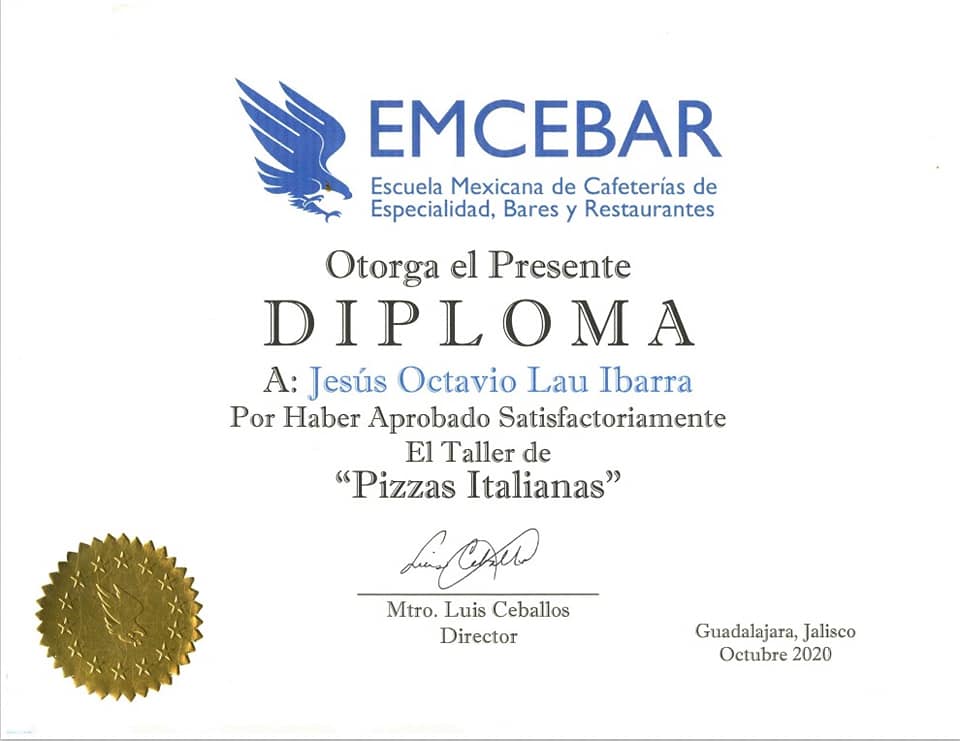 EMCEBAR
Escuela Mexicana de Cafeterías de
Especialidad, Bares y Restaurantes
Otorga el Presente
DIPLOMA
A: Jesús Octavio Lau Ibarra
Por Haber Aprobado Satisfactoriamente
El Taller de
“Pizzas Italianas”
Luis Ceballos
Mtro. Luis Ceballos
Director
Guadalajara, Jalisco
Octubre 2020